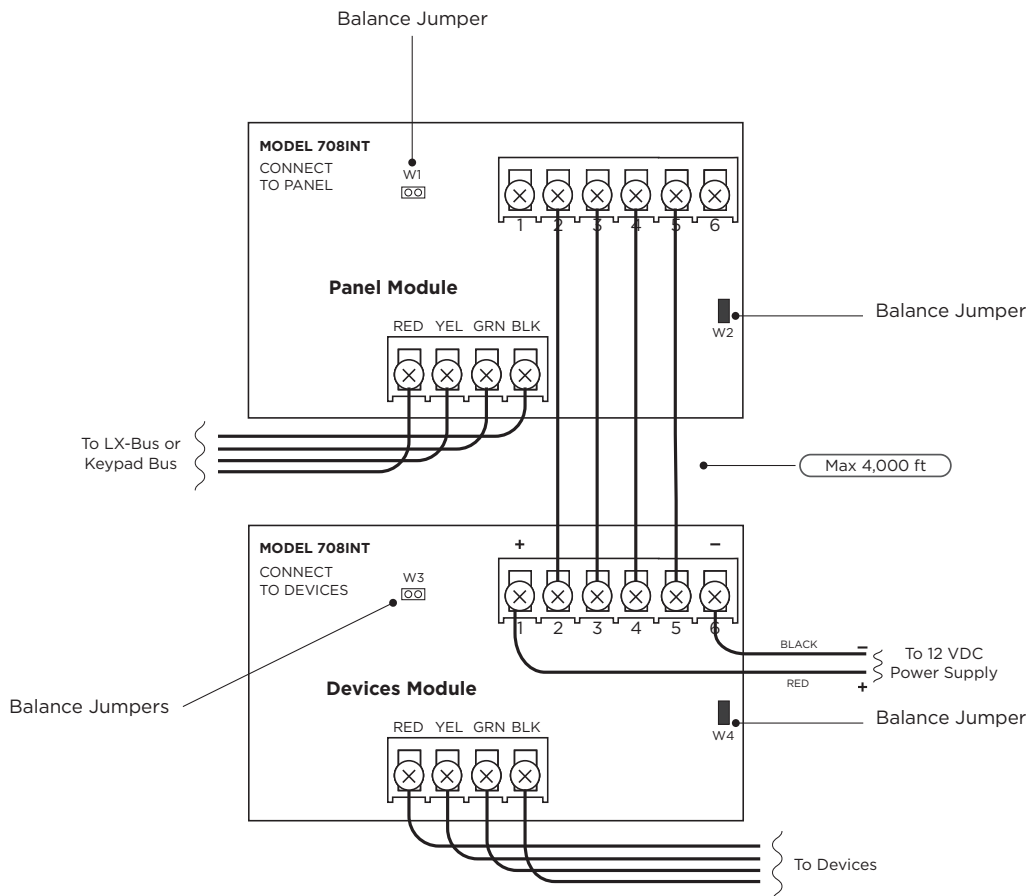 Balance Jumper
MODEL 708INT
CONNECT
TO PANEL
W1
1 2 3 4 5 6
Panel Module
W2
Balance Jumper
RED YEL GRN BLK
To LX-Bus or
Keypad Bus
Max 4,000 ft
MODEL 708INT
CONNECT
TO DEVICES
W3
+ −
1 2 3 4 5 6
BLACK −
To 12 VDC
Power Supply
RED +
Devices Module
Balance Jumpers
W4
Balance Jumper
RED YEL GRN BLK
To Devices